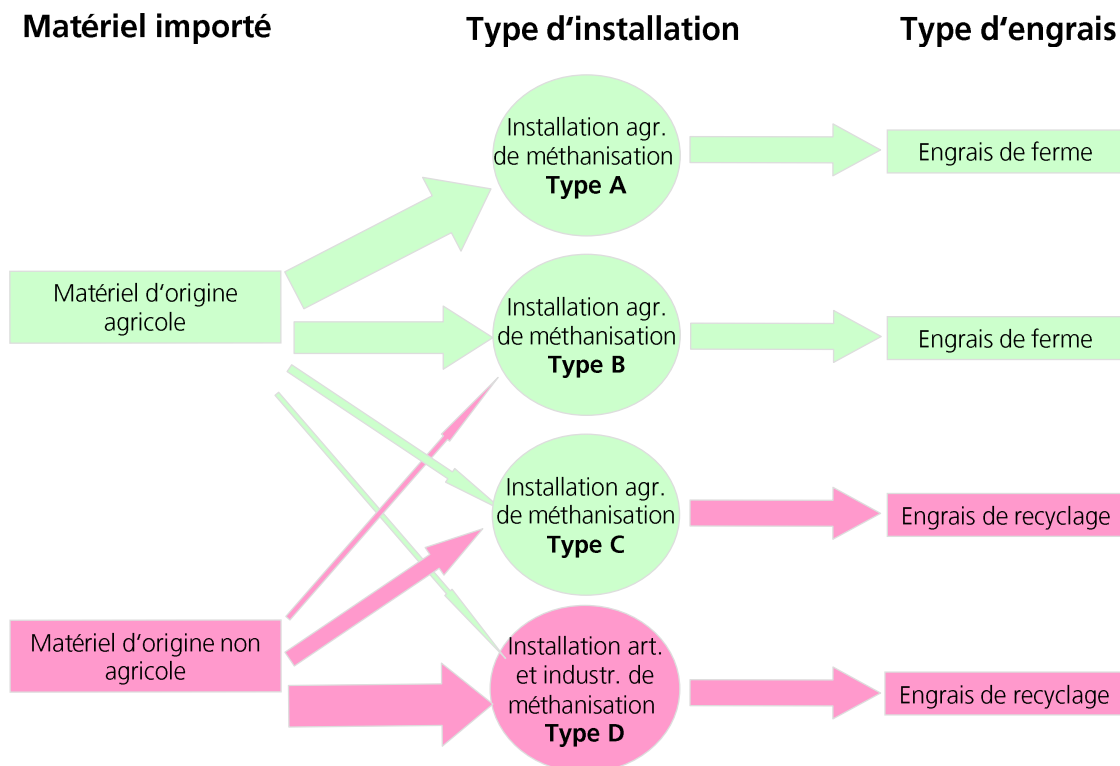 Matériel importé
Type d‘installation
Type d‘engrais
Matériel d‘origine
agricole
Matériel d‘origine non
agricole
Installation agr.
de méthanisation
Type A
Installation agr.
de méthanisation
Type B
Installation agr.
de méthanisation
Type C
Installation art.
et industr. de
méthanisation
Type D
Engrais de ferme
Engrais de ferme
Engrais de recyclage
Engrais de recyclage